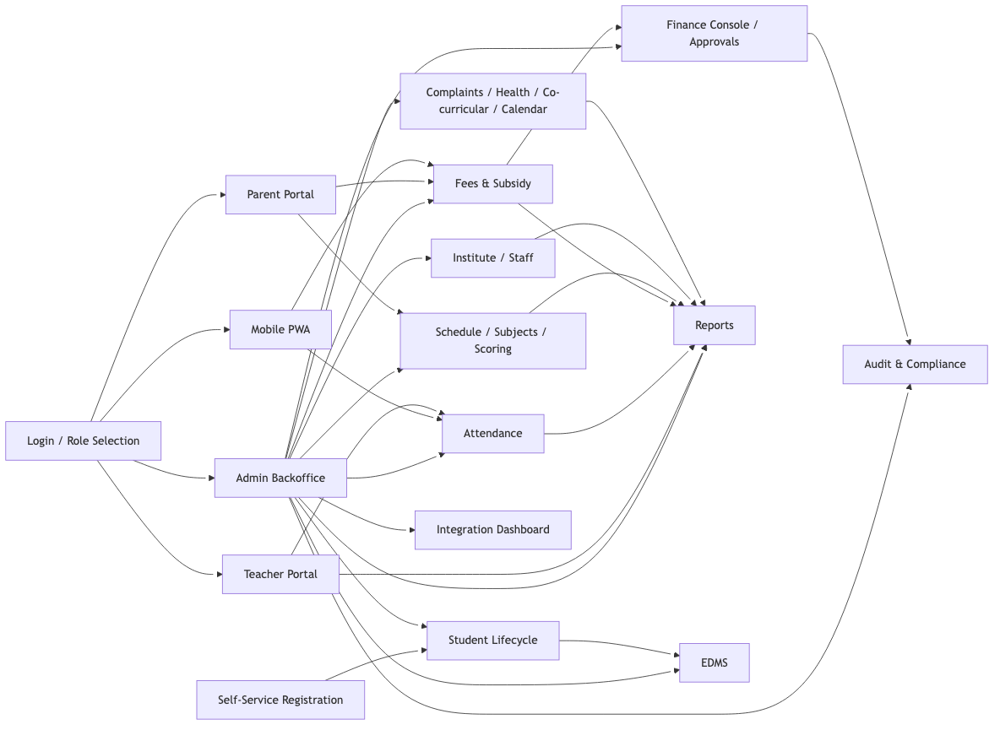 Finance Console /
Approvals
Complaints / Health / Co-
curricular / Calendar
Parent Portal
Fees & Subsidy
Institute / Staff
Mobile PWA
Schedule / Subjects /
Scoring
Reports
Audit & Compliance
Login / Role Selection
Attendance
Admin Backoffice
Integration Dashboard
Teacher Portal
Student Lifecycle
EDMS
Self-Service Registration